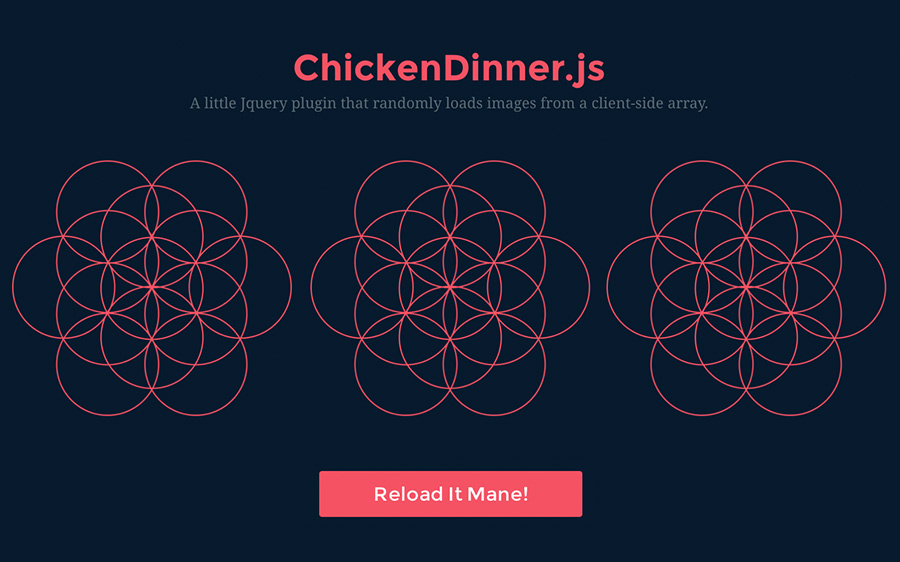 ChickenDinner.js
A little Jquery plugin that randomly loads images from a client-side array.
Reload It Mane!